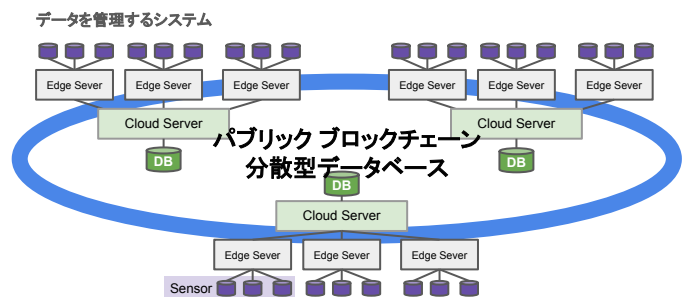 データを管理するシステム
Edge Sever
Edge Sever
Edge Sever
Edge Sever
Edge Sever
Edge Sever
Cloud Server
Cloud Server
パブリック ブロックチェーン
分散型データベース
DB
DB
DB
Cloud Server
Edge Sever
Edge Sever
Edge Sever
Sensor